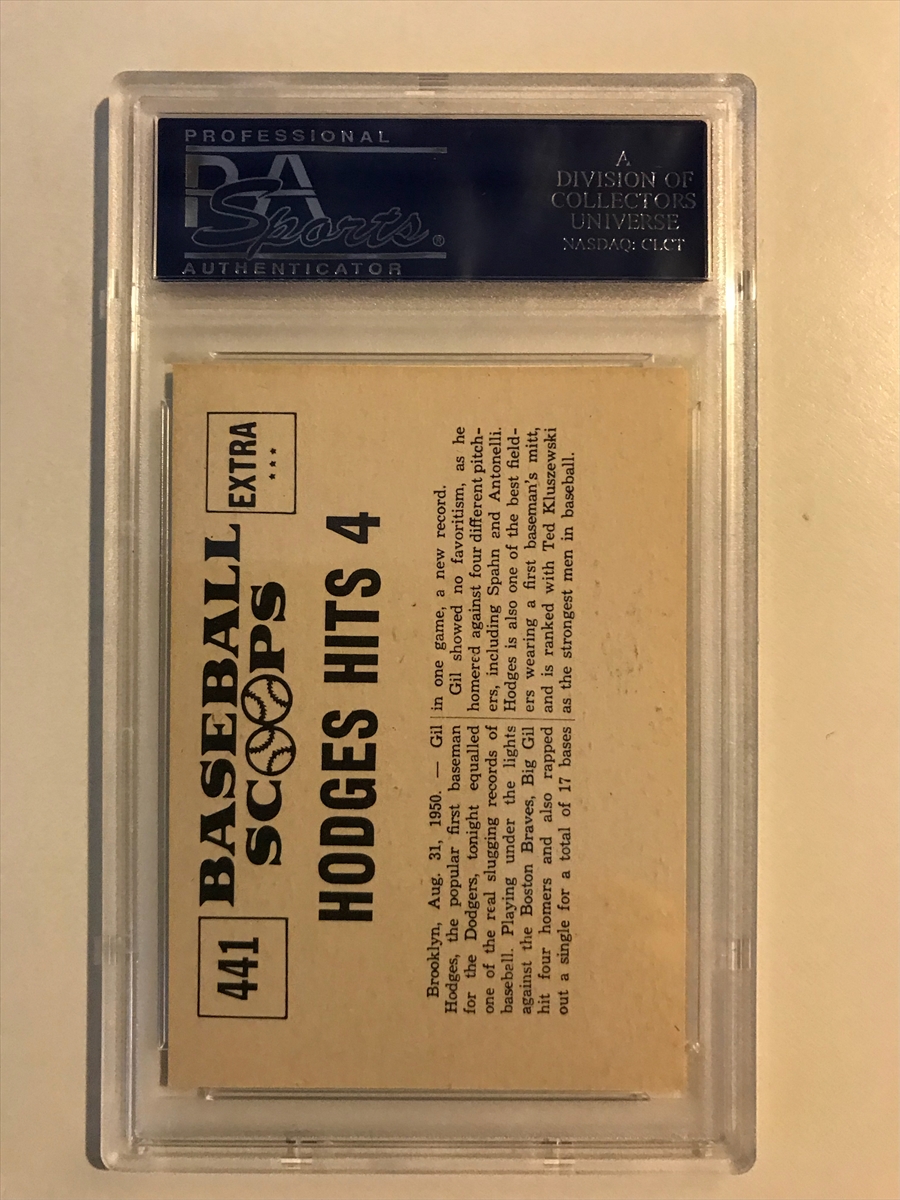 PROFESSIONAL
PSA
Sports®
AUTHENTICATOR
A
DIVISION OF
COLLECTORS
UNIVERSE
NASDAQ: CLCT
441
BASEBALL
SCOOPS
EXTRA
★★★
HODGES HITS 4
Brooklyn, Aug. 31, 1950. — Gil
Hodges, the popular first baseman
for the Dodgers, tonight equalled
one of the real slugging records of
baseball. Playing under the lights
against the Boston Braves, Big Gil
hit four homers and also rapped
out a single for a total of 17 bases
in one game, a new record.
Gil showed no favoritism, as he
homered against four different pitch-
ers, including Spahn and Antonelli.
Hodges is also one of the best field-
ers wearing a first baseman's mitt,
and is ranked with Ted Kluszewski
as the strongest men in baseball.